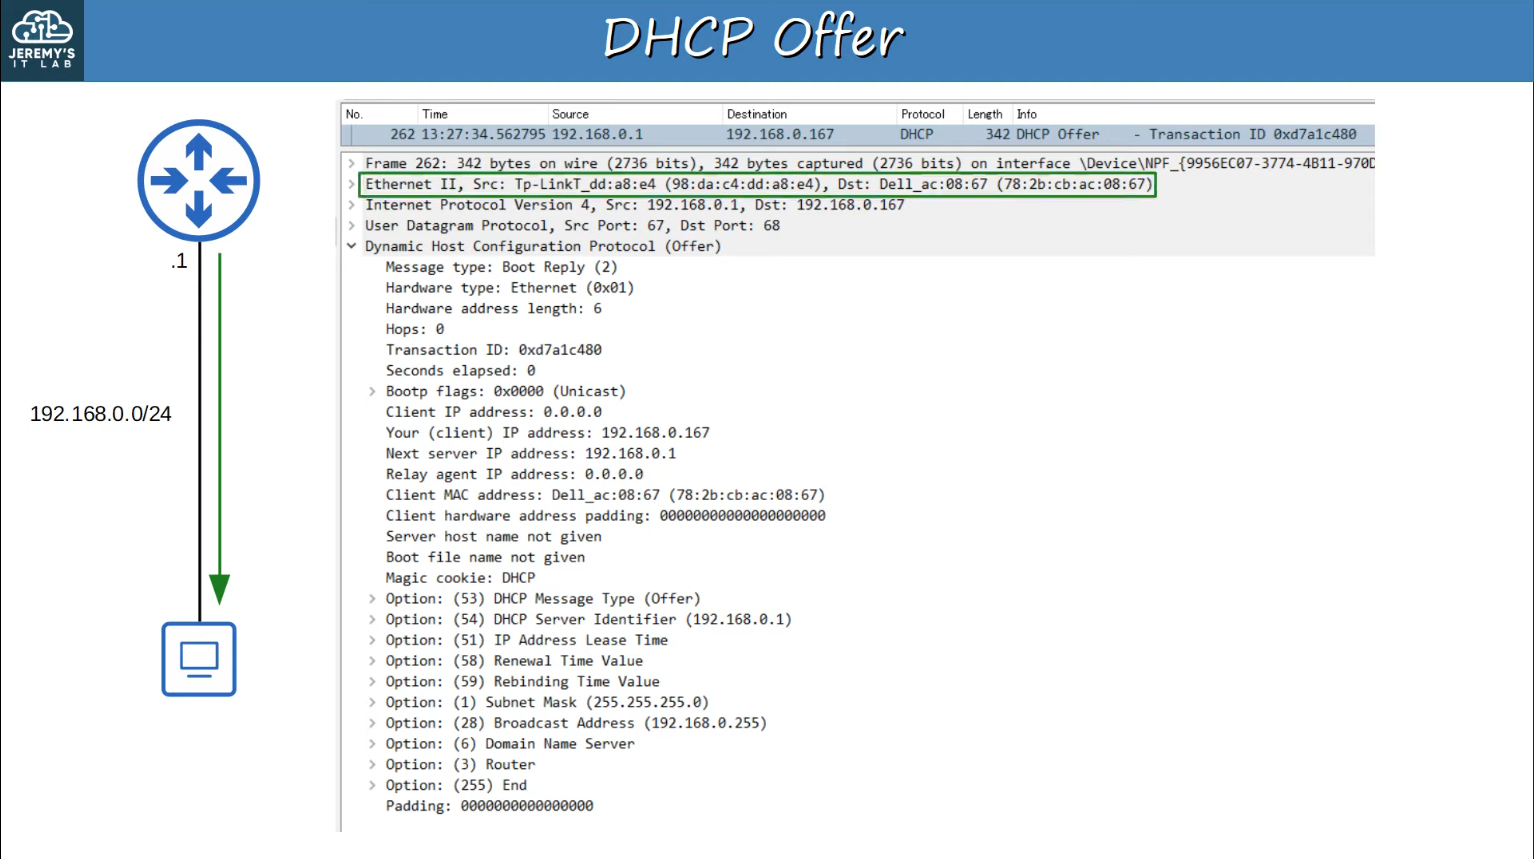 JEREMY'S
IT LAB
DHCP Offer
.1
192.168.0.0/24
No. Time Source Destination Protocol Length Info
262 13:27:34.562795 192.168.0.1 192.168.0.167 DHCP 342 DHCP Offer - Transaction ID 0xd7a1c480
Frame 262: 342 bytes on wire (2736 bits), 342 bytes captured (2736 bits) on interface \Device\NPF_{9956EC07-3774-4B11-970D
Ethernet II, Src: Tp-LinkT_dd:a8:e4 (98:da:c4:dd:a8:e4), Dst: Dell_ac:08:67 (78:2b:cb:ac:08:67)
Internet Protocol Version 4, Src: 192.168.0.1, Dst: 192.168.0.167
User Datagram Protocol, Src Port: 67, Dst Port: 68
Dynamic Host Configuration Protocol (Offer)
Message type: Boot Reply (2)
Hardware type: Ethernet (0x01)
Hardware address length: 6
Hops: 0
Transaction ID: 0xd7a1c480
Seconds elapsed: 0
Bootp flags: 0x0000 (Unicast)
Client IP address: 0.0.0.0
Your (client) IP address: 192.168.0.167
Next server IP address: 192.168.0.1
Relay agent IP address: 0.0.0.0
Client MAC address: Dell_ac:08:67 (78:2b:cb:ac:08:67)
Client hardware address padding: 00000000000000000000
Server host name not given
Boot file name not given
Magic cookie: DHCP
Option: (53) DHCP Message Type (Offer)
Option: (54) DHCP Server Identifier (192.168.0.1)
Option: (51) IP Address Lease Time
Option: (58) Renewal Time Value
Option: (59) Rebinding Time Value
Option: (1) Subnet Mask (255.255.255.0)
Option: (28) Broadcast Address (192.168.0.255)
Option: (6) Domain Name Server
Option: (3) Router
Option: (255) End
Padding: 0000000000000000